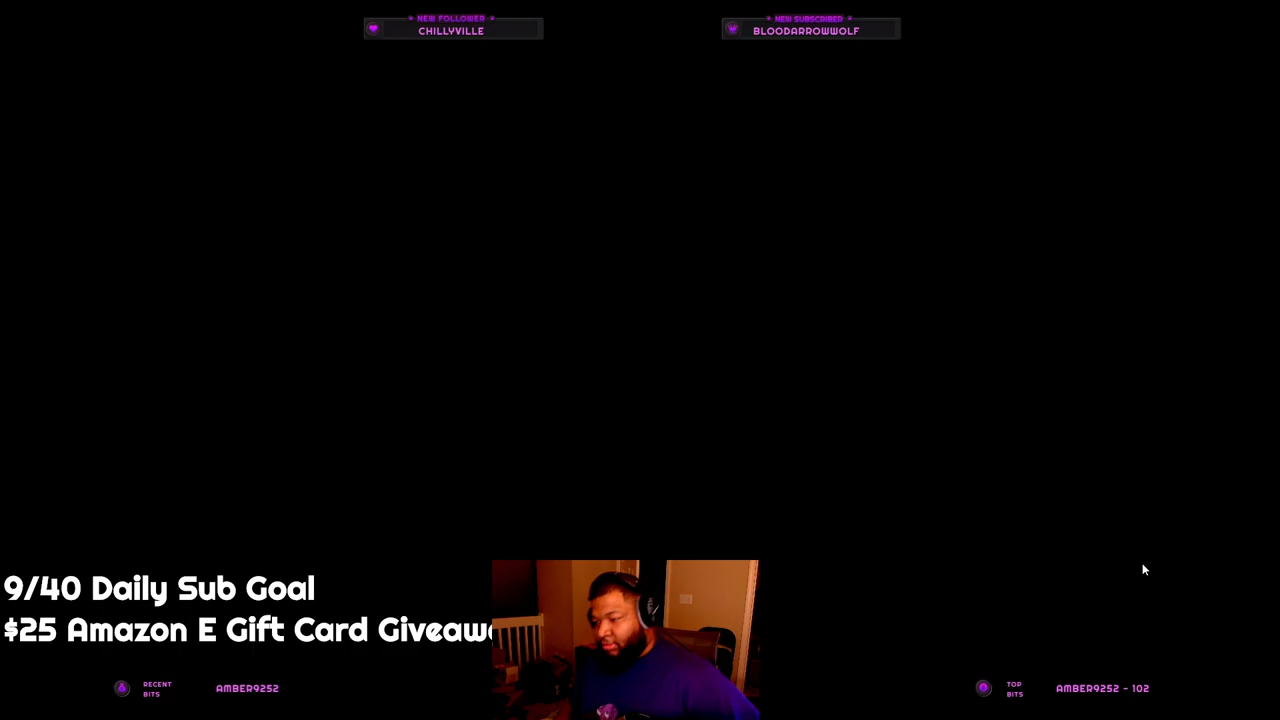 NEW FOLLOWER
CHILLYVILLE
NEW SUBSCRIBER
BLOODARROWWOLF
9/40 Daily Sub Goal
$25 Amazon E Gift Card Giveaw
RECENT
BITS
AMBER9252
TOP
BITS
AMBER9252 - 102